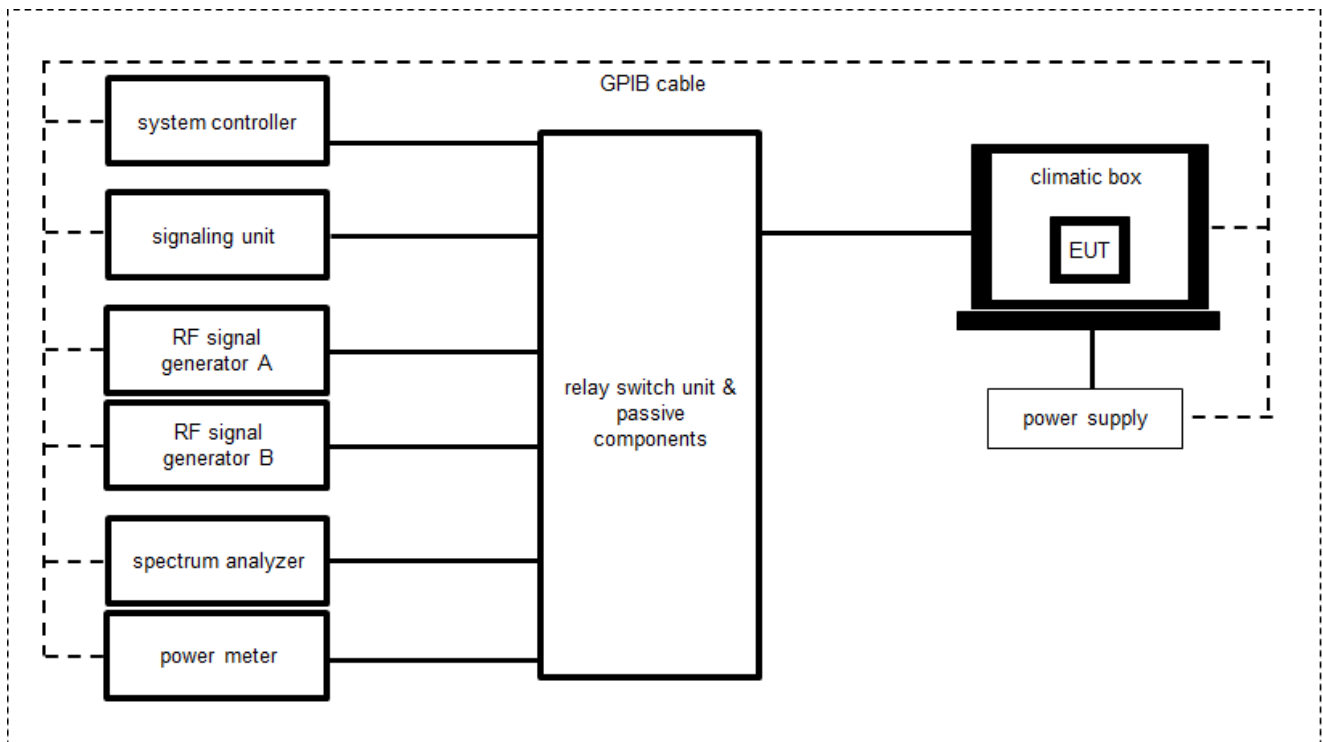 GPIB cable
system controller
signaling unit
RF signal
generator A
RF signal
generator B
spectrum analyzer
power meter
relay switch unit &
passive
components
climatic box
EUT
power supply